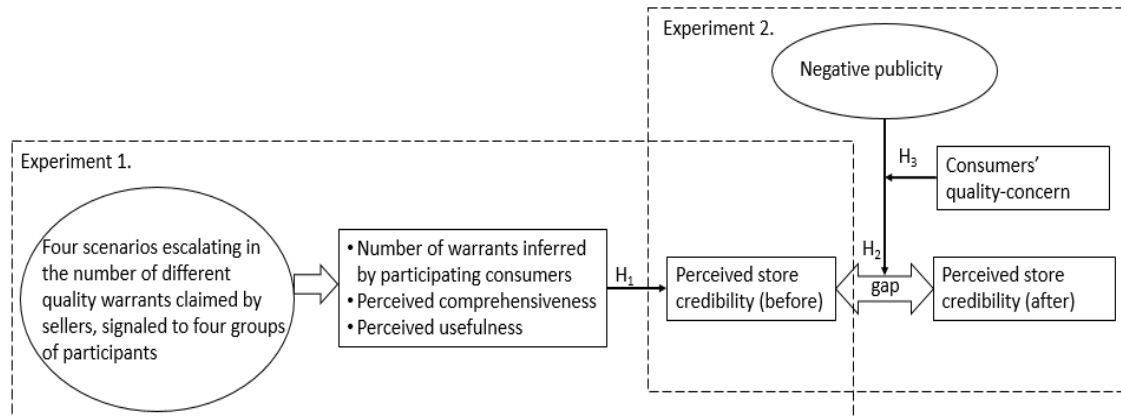 Experiment 2.
Negative publicity
Experiment 1.
H3
Consumers’
quality-concern
Four scenarios escalating in
the number of different
quality warrants claimed by
sellers, signaled to four groups
of participants
• Number of warrants inferred
by participating consumers
• Perceived comprehensiveness
• Perceived usefulness
H1
Perceived store
credibility (before)
H2
gap
Perceived store
credibility (after)